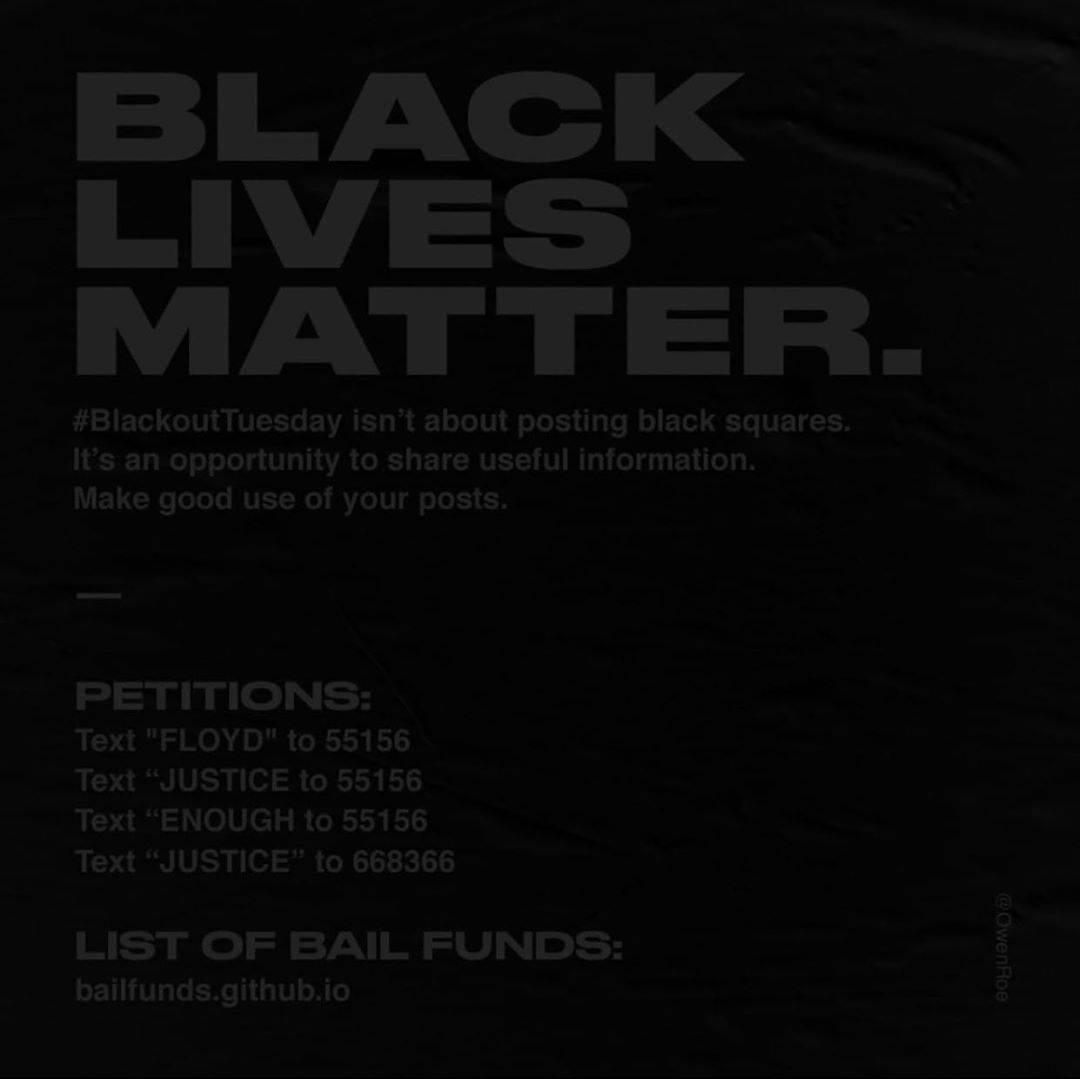 BLACK
LIVES
MATTER.
#BlackoutTuesday isn’t about posting black squares.
It’s an opportunity to share useful information.
Make good use of your posts.
—
PETITIONS:
Text "FLOYD" to 55156
Text “JUSTICE to 55156
Text “ENOUGH to 55156
Text “JUSTICE” to 668366
LIST OF BAIL FUNDS:
bailfunds.github.io
@OwenRoe